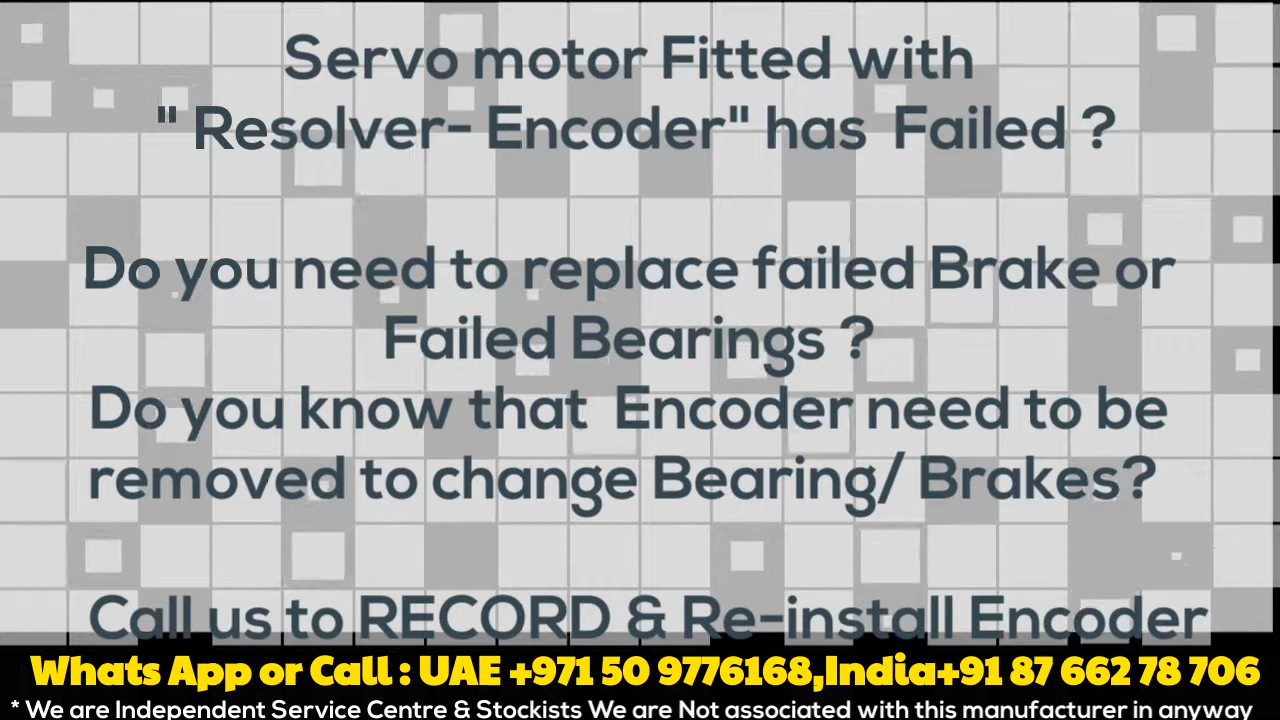 Servo motor Fitted with
" Resolver- Encoder" has Failed ?
Do you need to replace failed Brake or
Failed Bearings ?
Do you know that Encoder need to be
removed to change Bearing/ Brakes?
Call us to RECORD & Re-install Encoder
Whats App or Call : UAE +971 50 9776168,India+91 87 662 78 706
* We are Independent Service Centre & Stockists We are Not associated with this manufacturer in anyway